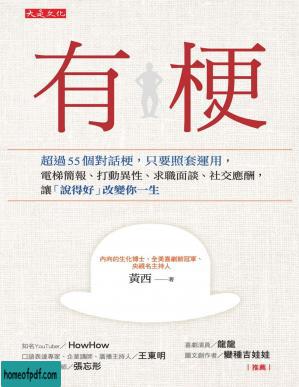 大是文化
有梗
超過55個對話梗，只要照套運用，
電梯簡報、打動異性、求職面談、社交應酬，
讓「說得好」改變你一生
內向的生化博士、全美喜劇節冠軍、
央視名主持人
黃西——著
知名YouTuber／HowHow
喜劇演員／龍龍
口語表達專家、企業講師、廣播主持人／王東明
圖文創作者／變種吉娃娃
張忘形
｜推薦｜
homeofpdf.com